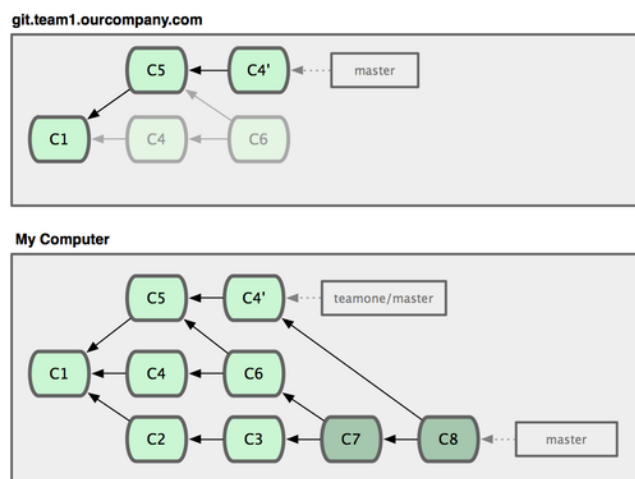 git.team1.ourcompany.com
C5 C4' master
C1 C4 C6
My Computer
C5 C4' teamone/master
C1 C4 C6
C2 C3 C7 C8 master